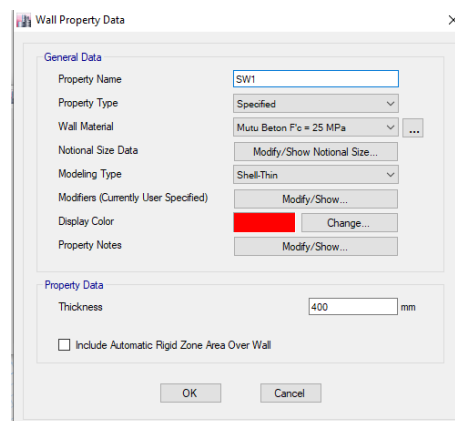 Wall Property Data
General Data
Property Name SW1
Property Type Specified
Wall Material Mutu Beton F'c = 25 MPa ...
Notional Size Data Modify/Show Notional Size...
Modeling Type Shell-Thin
Modifiers (Currently User Specified) Modify/Show...
Display Color Change...
Property Notes Modify/Show...
Property Data
Thickness 400 mm
Include Automatic Rigid Zone Area Over Wall
OK Cancel